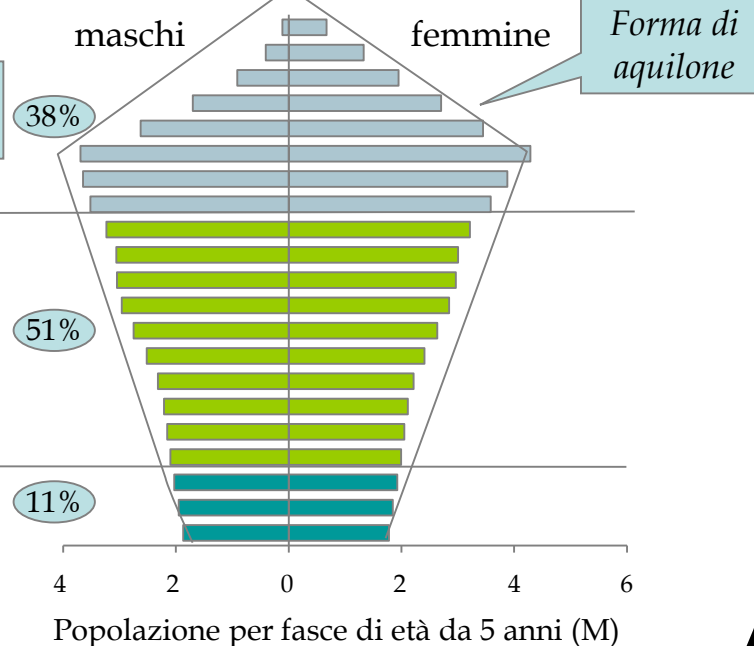 maschi
femmine
Forma di
aquilone
38%
51%
11%
4 2 0 2 4 6
Popolazione per fasce di età da 5 anni (M)